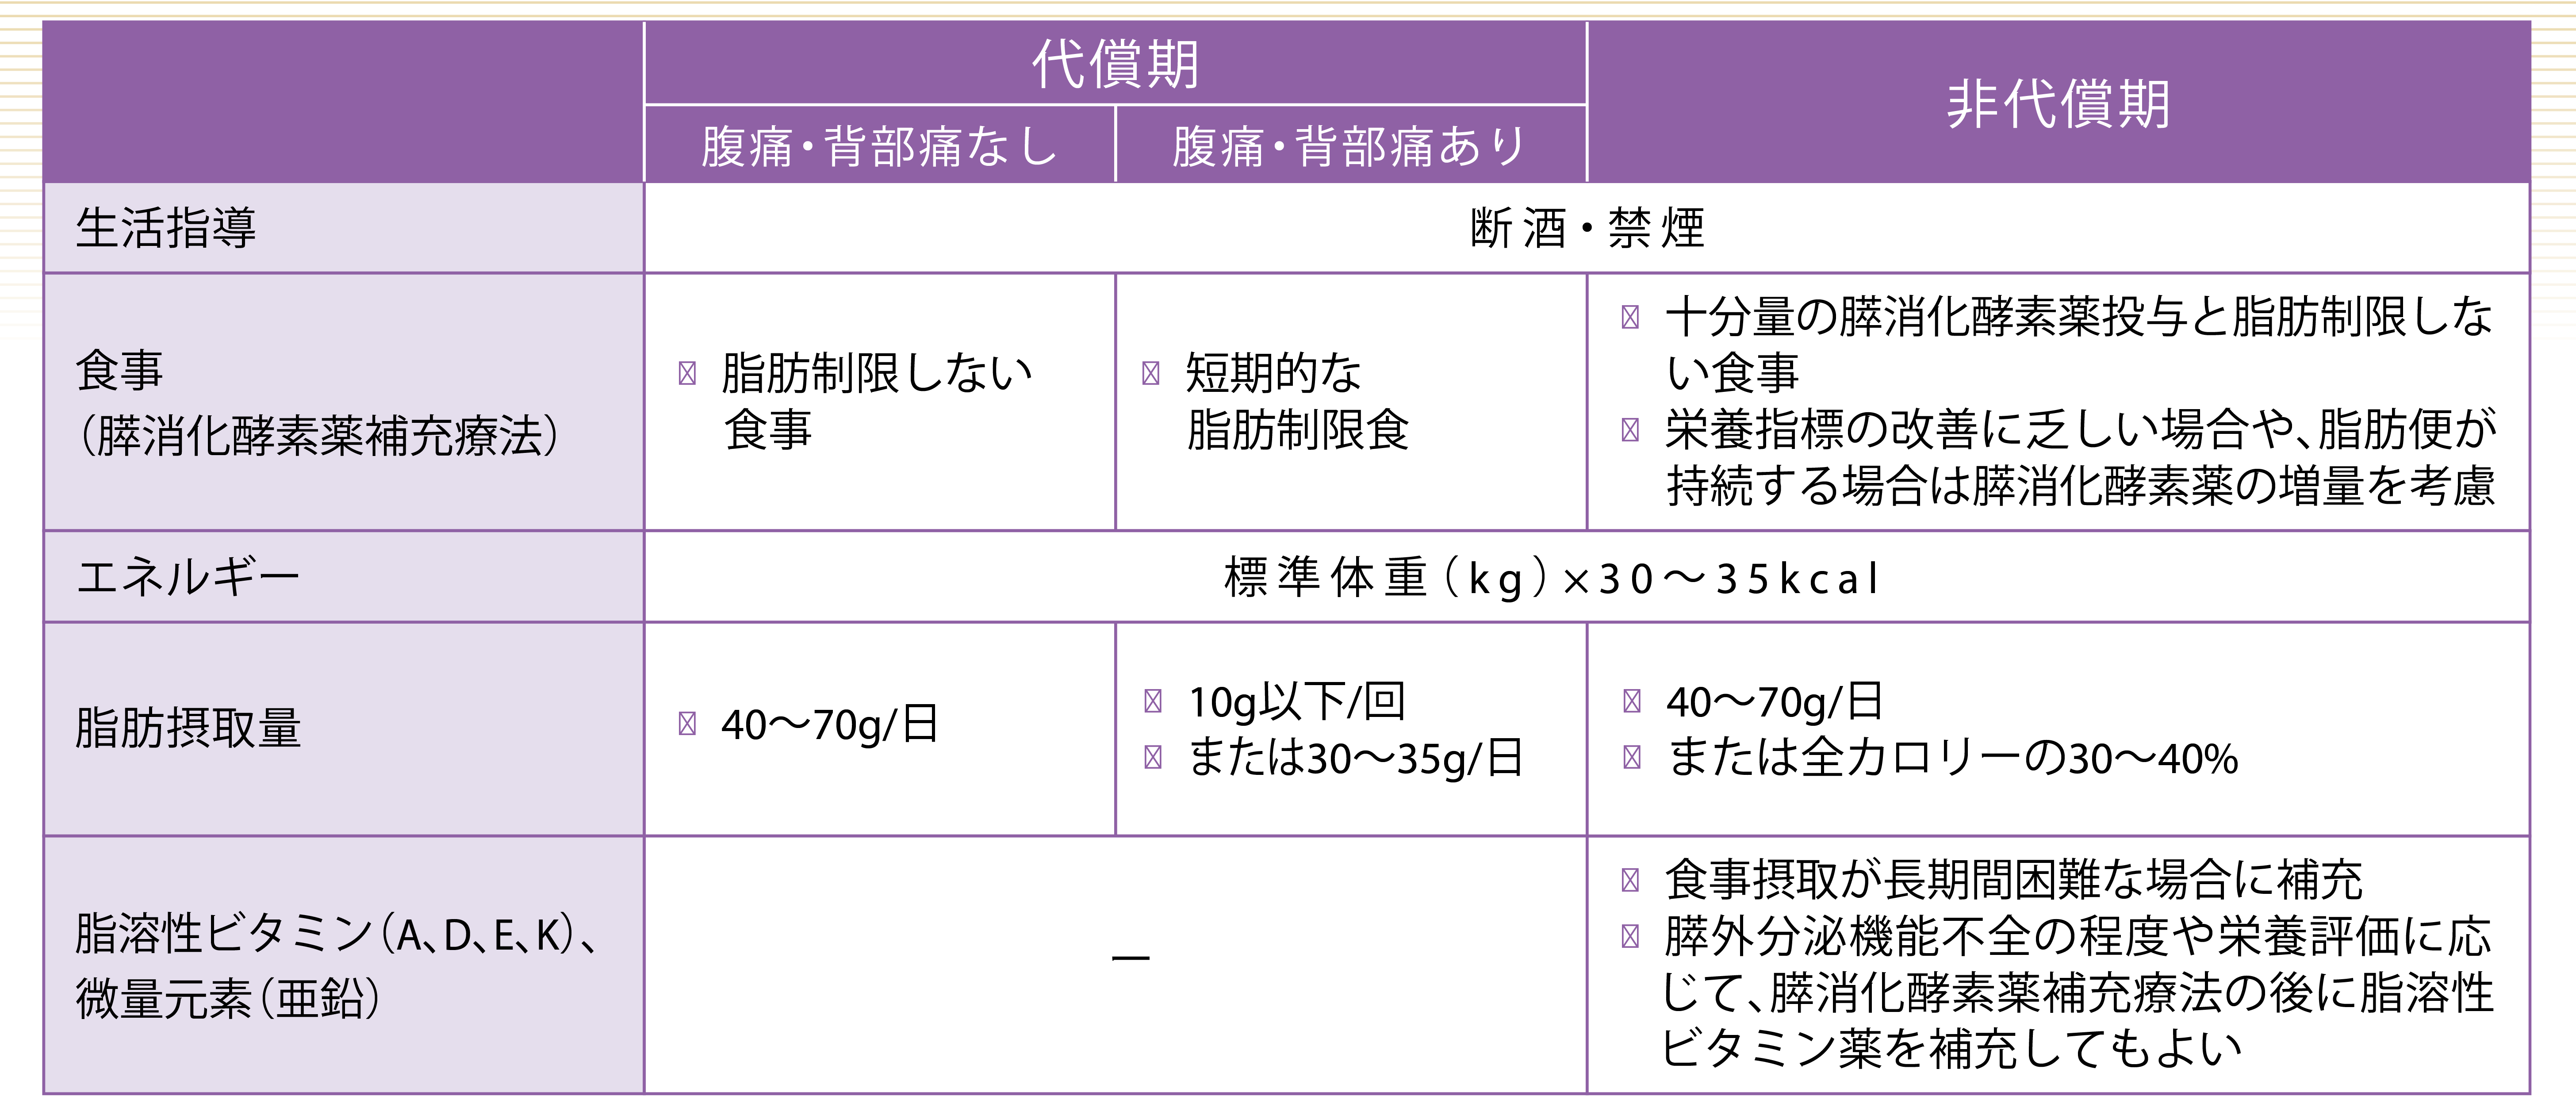 代償期
非代償期
腹痛・背部痛なし
腹痛・背部痛あり
生活指導
断酒・禁煙
食事
（膵消化酵素薬補充療法）
脂肪制限しない
食事
短期的な
脂肪制限食
十分量の膵消化酵素薬投与と脂肪制限しな
い食事
栄養指標の改善に乏しい場合や、脂肪便が
持続する場合は膵消化酵素薬の増量を考慮
エネルギー
標準体重（kg）×30～35kcal
脂肪摂取量
40～70g/日
10g以下/回
または30～35g/日
40～70g/日
または全カロリーの30～40%
脂溶性ビタミン（A、D、E、K）、
微量元素（亜鉛）
ー
食事摂取が長期間困難な場合に補充
膵外分泌機能不全の程度や栄養評価に応
じて、膵消化酵素薬補充療法の後に脂溶性
ビタミン薬を補充してもよい